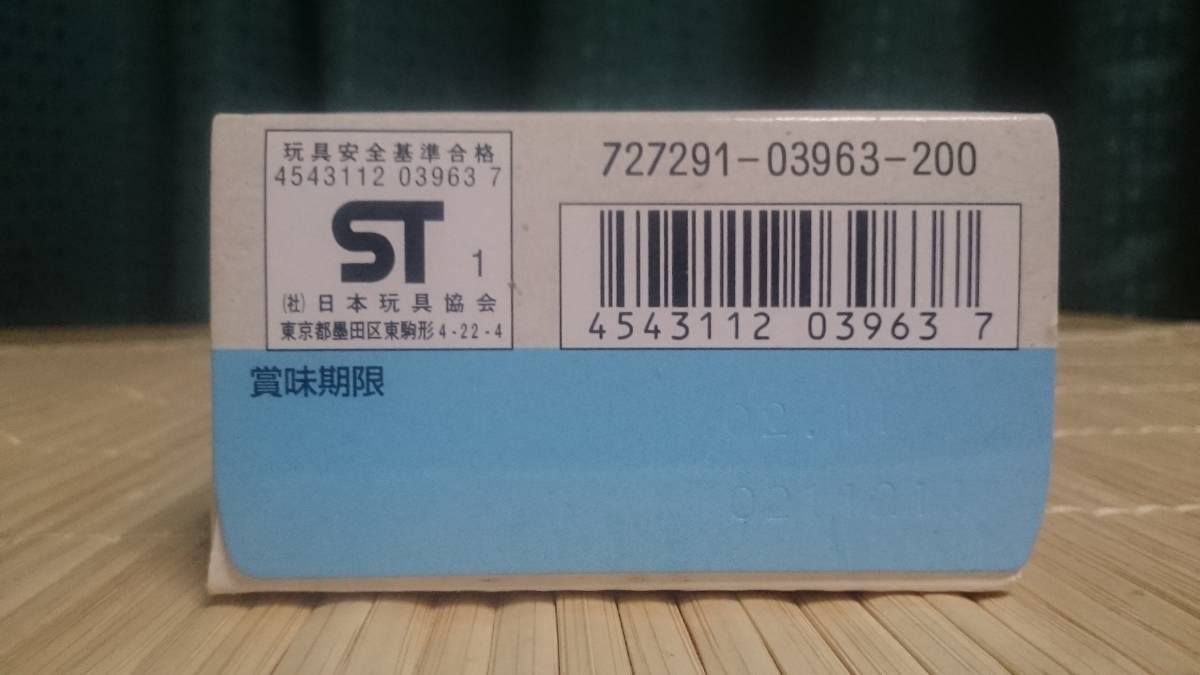 玩具安全基準合格
4543112 03963 7
ST 1
(社)日本玩具協会
東京都墨田区東駒形4-22-4
727291-03963-200
4543112 03963 7
賞味期限